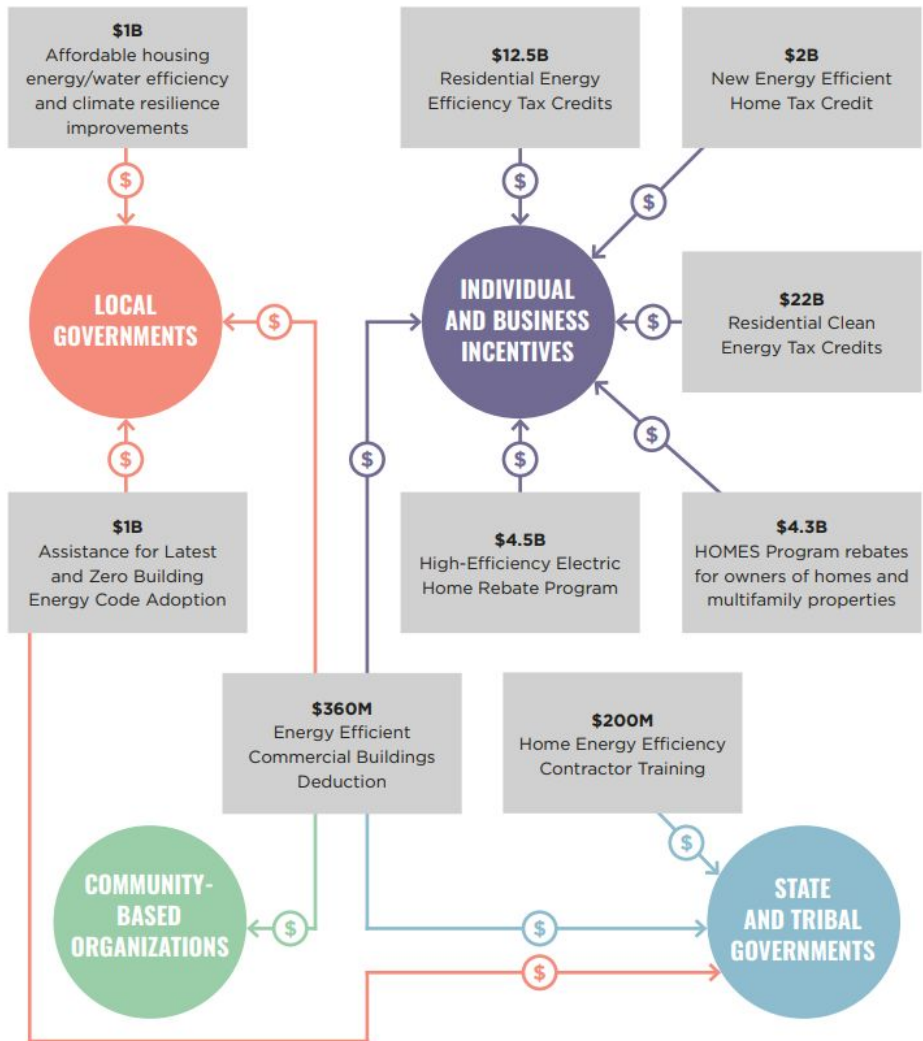 $1B
Affordable housing
energy/water efficiency
and climate resilience
improvements
$12.5B
Residential Energy
Efficiency Tax Credits
$2B
New Energy Efficient
Home Tax Credit
$
$
$
LOCAL
GOVERNMENTS
$
INDIVIDUAL
AND BUSINESS
INCENTIVES
$
$22B
Residential Clean
Energy Tax Credits
$
$
$
$
$1B
Assistance for Latest
and Zero Building
Energy Code Adoption
$4.5B
High-Efficiency Electric
Home Rebate Program
$4.3B
HOMES Program rebates
for owners of homes and
multifamily properties
$360M
Energy Efficient
Commercial Buildings
Deduction
$200M
Home Energy Efficiency
Contractor Training
$
COMMUNITY-
BASED
ORGANIZATIONS
$
$
STATE
AND TRIBAL
GOVERNMENTS
$